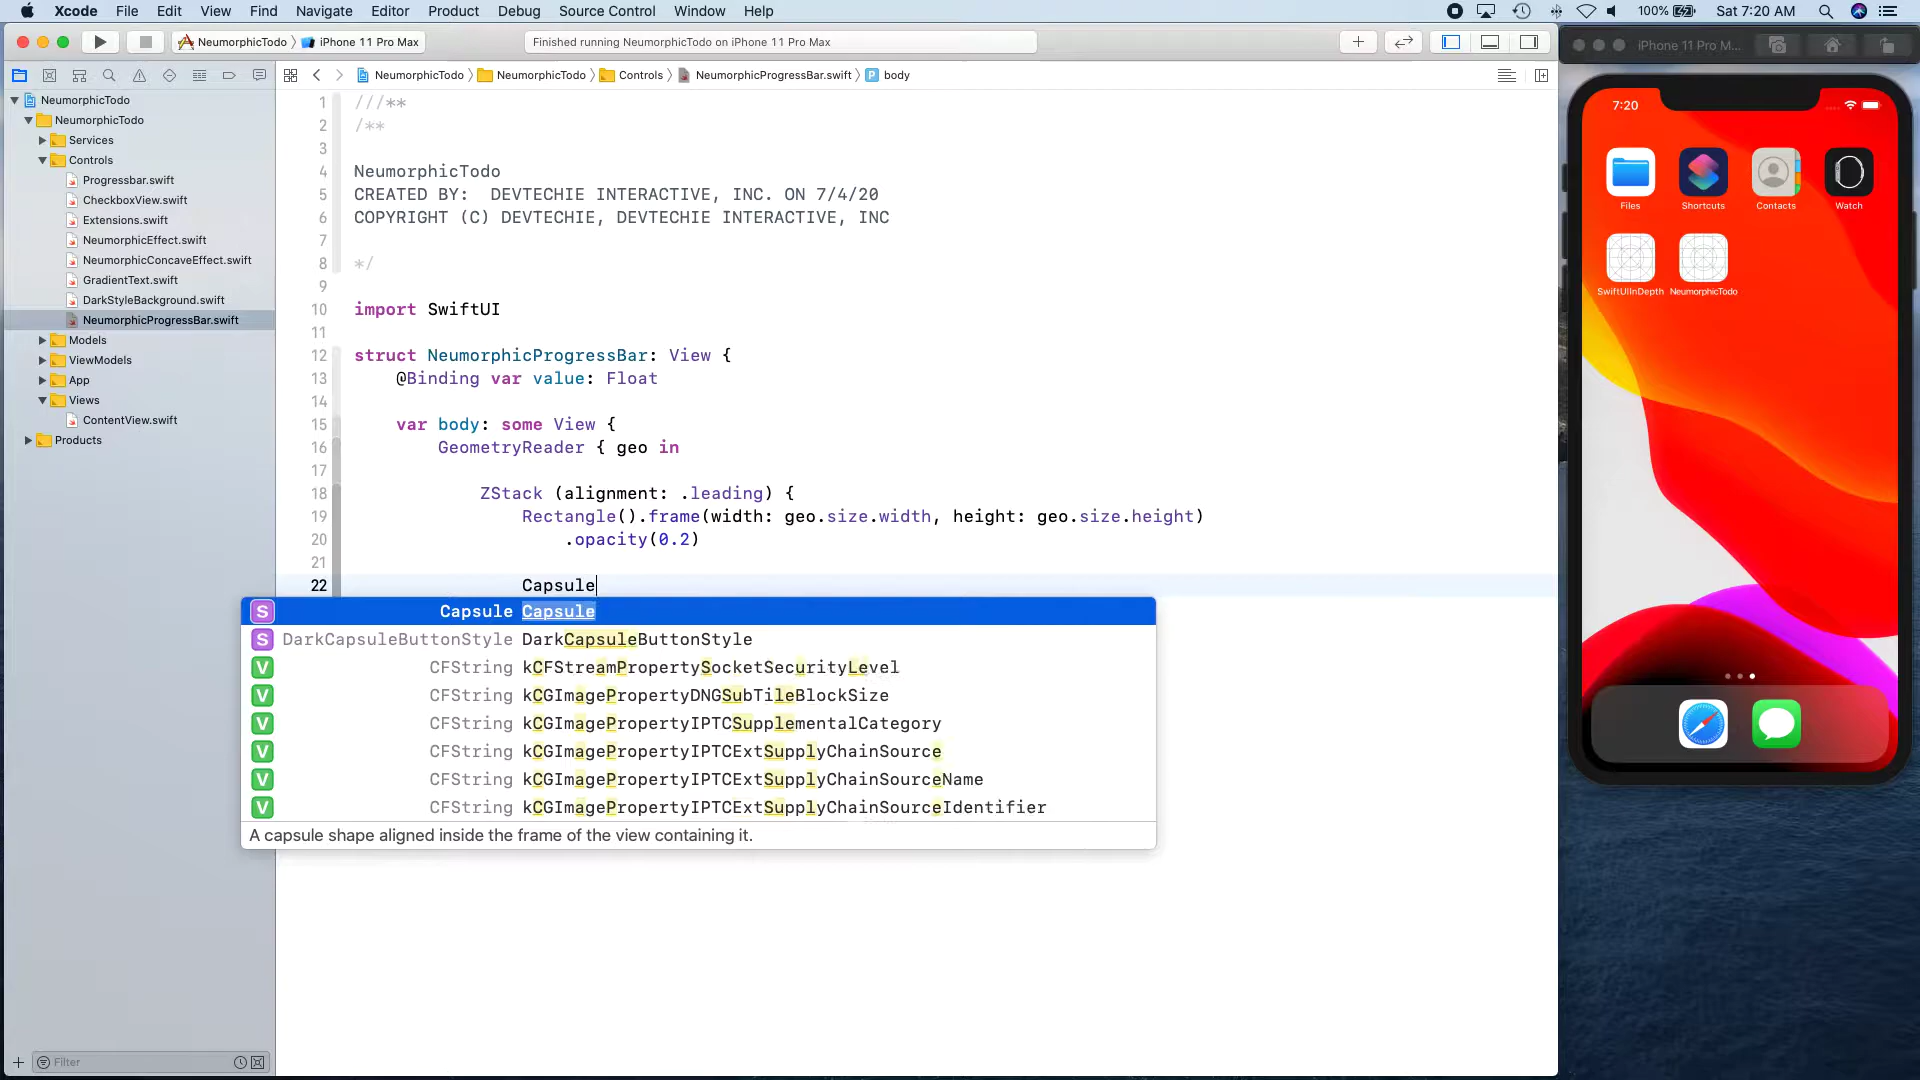 Xcode File Edit View Find Navigate Editor Product Debug Source Control Window Help
100% Sat 7:20 AM
NeumorphicTodo iPhone 11 Pro Max
Finished running NeumorphicTodo on iPhone 11 Pro Max
iPhone 11 Pro M...
NeumorphicTodo NeumorphicTodo Controls NeumorphicProgressBar.swift P body
NeumorphicTodo
NeumorphicTodo
Services
Controls
Progressbar.swift
CheckboxView.swift
Extensions.swift
NeumorphicEffect.swift
NeumorphicConcaveEffect.swift
GradientText.swift
DarkStyleBackground.swift
NeumorphicProgressBar.swift
Models
ViewModels
App
Views
ContentView.swift
Products
Filter
1 ///**
2 /**
3
4 NeumorphicTodo
5 CREATED BY: DEVTECHIE INTERACTIVE, INC. ON 7/4/20
6 COPYRIGHT (C) DEVTECHIE, DEVTECHIE INTERACTIVE, INC
7
8 */
9
10 import SwiftUI
11
12 struct NeumorphicProgressBar: View {
13 @Binding var value: Float
14
15 var body: some View {
16 GeometryReader { geo in
17
18 ZStack (alignment: .leading) {
19 Rectangle().frame(width: geo.size.width, height: geo.size.height)
20 .opacity(0.2)
21
22 Capsule
S Capsule Capsule
S DarkCapsuleButtonStyle DarkCapsuleButtonStyle
V CFString kCFStreamPropertySocketSecurityLevel
V CFString kCGImagePropertyDNGSubTileBlockSize
V CFString kCGImagePropertyIPTCSupplementalCategory
V CFString kCGImagePropertyIPTCExtSupplyChainSource
V CFString kCGImagePropertyIPTCExtSupplyChainSourceName
V CFString kCGImagePropertyIPTCExtSupplyChainSourceIdentifier
A capsule shape aligned inside the frame of the view containing it.
7:20
Files Shortcuts Contacts Watch
SwiftUIInDepth NeumorphicTodo